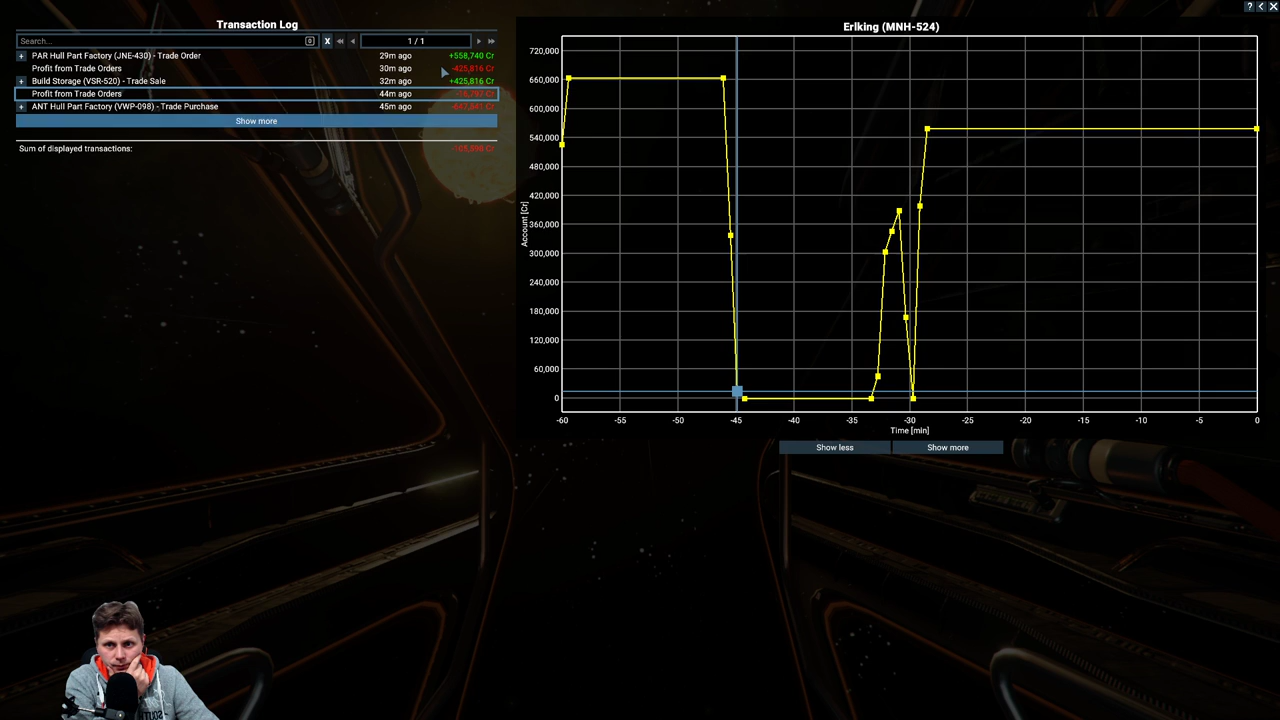 Transaction Log
Search...
0
X
1 / 1
PAR Hull Part Factory (JNE-430) - Trade Order 29m ago +558,740 Cr
Profit from Trade Orders 30m ago -425,816 Cr
Build Storage (VSR-520) - Trade Sale 32m ago +425,816 Cr
Profit from Trade Orders 44m ago
ANT Hull Part Factory (VWP-098) - Trade Purchase 45m ago
Show more
Sum of displayed transactions:
? 
Erlking (MNH-524)
Account [Cr]
720,000
660,000
600,000
540,000
480,000
420,000
360,000
300,000
240,000
180,000
120,000
60,000
0
-60 -55 -50 -45 -40 -35 -30 -25 -20 -15 -10 -5 0
Time [min]
Show less Show more